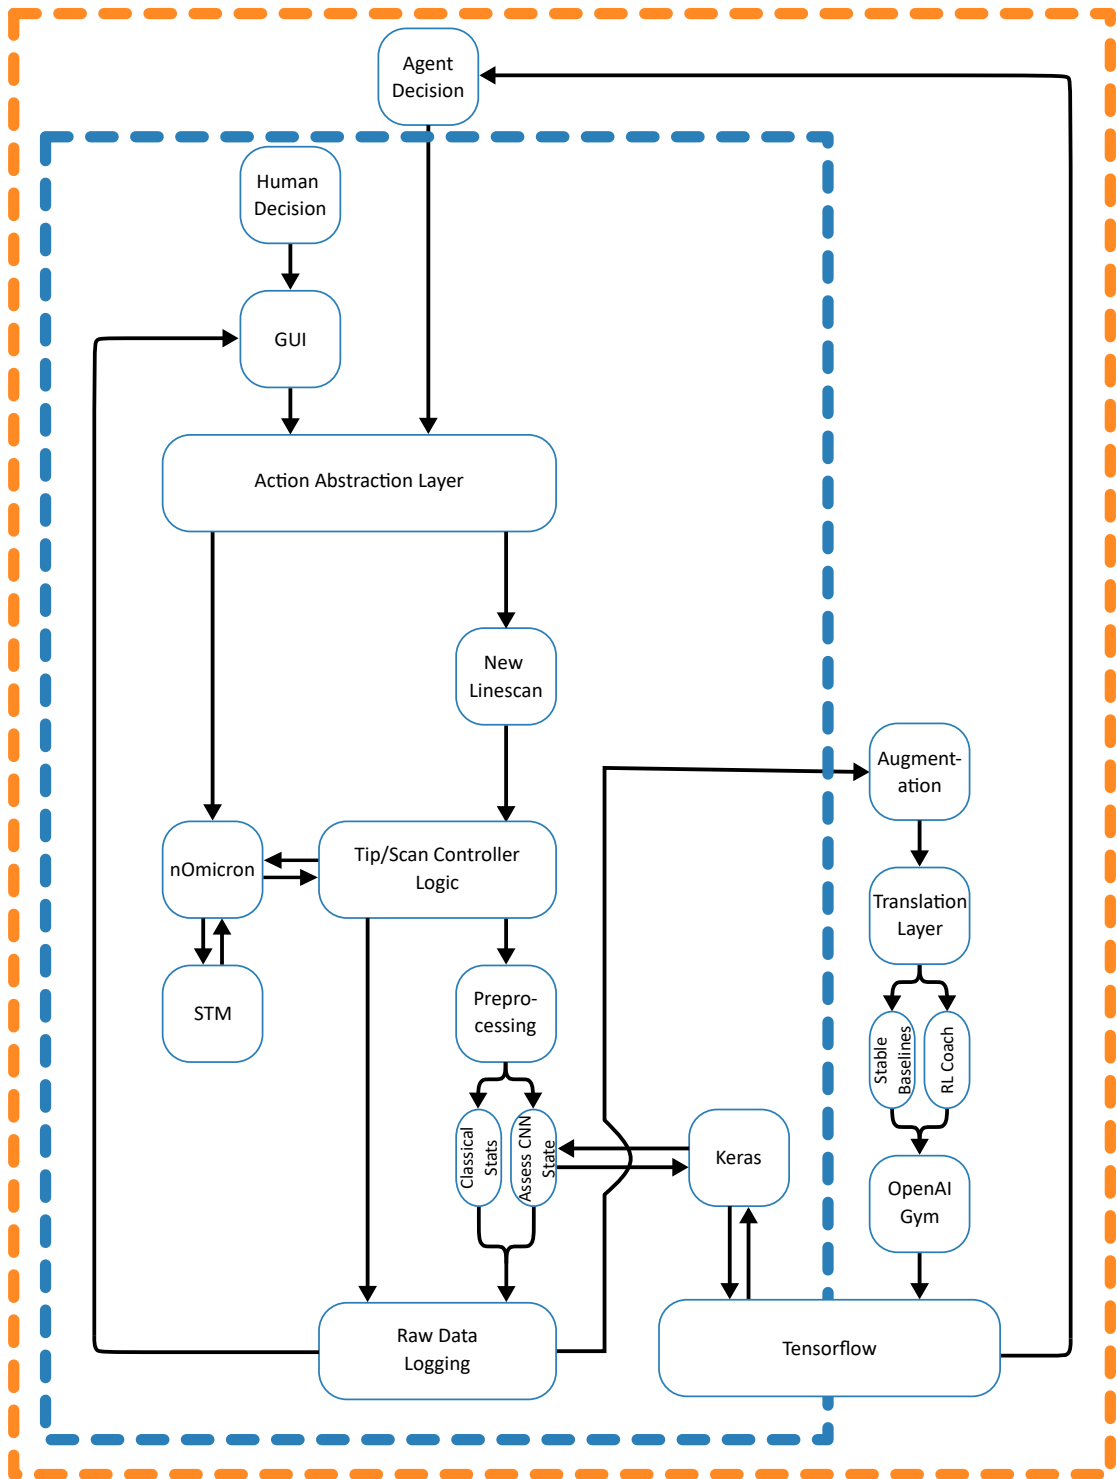 Agent
Decision
Human
Decision
GUI
Action Abstraction Layer
New
Linescan
Augment-
ation
nOmicron
Tip/Scan Controller
Logic
Translation
Layer
STM
Prepro-
cessing
Stable
Baselines
RL Coach
Classical
Stats
Assess CNN
State
Keras
OpenAI
Gym
Raw Data
Logging
Tensorflow